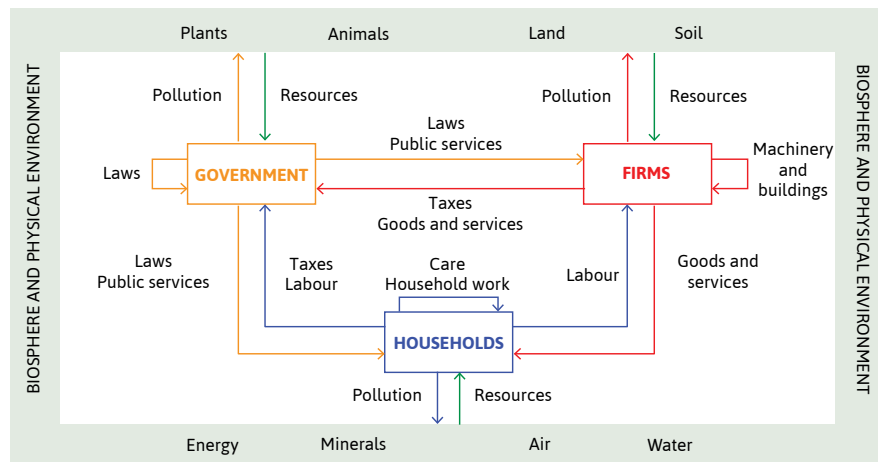 Plants
Animals
Land
Soil
BIOSPHERE AND PHYSICAL ENVIRONMENT
BIOSPHERE AND PHYSICAL ENVIRONMENT
Pollution
Resources
Pollution
Resources
Laws
Public services
Laws
GOVERNMENT
FIRMS
Machinery
and
buildings
Taxes
Goods and services
Laws
Public services
Taxes
Labour
Care
Household work
Labour
Goods and
services
HOUSEHOLDS
Pollution
Resources
Energy
Minerals
Air
Water